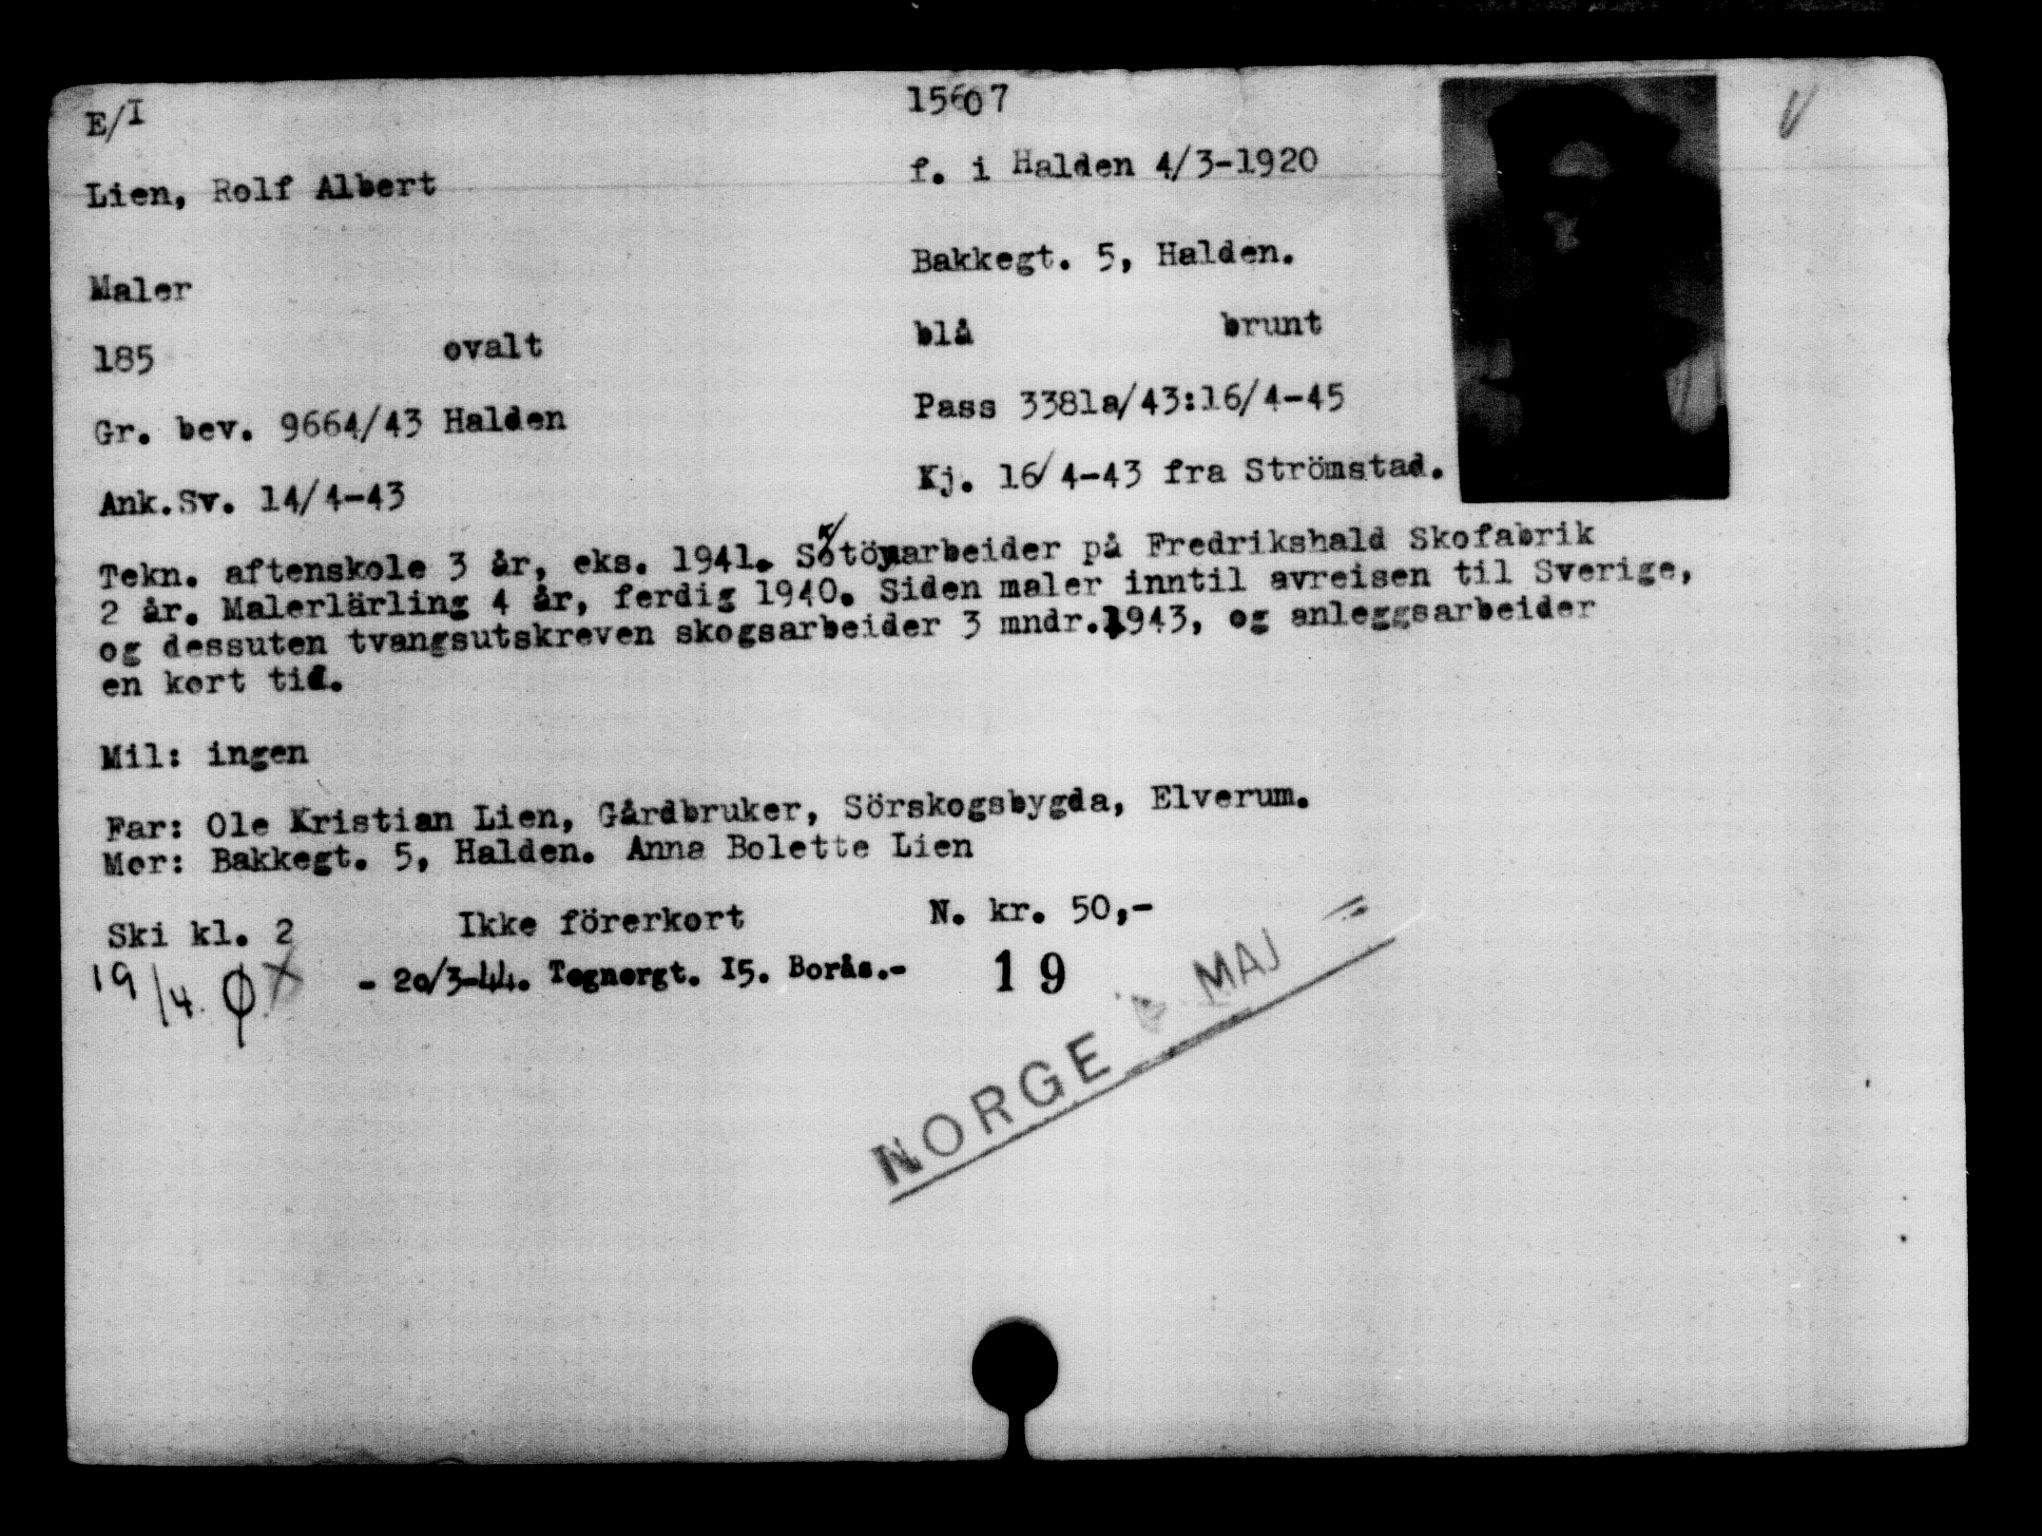 E/I 15607
Lien, Rolf Albert f. i Halden 4/3-1920
Maler Bakkegt. 5, Halden.
185 ovalt blå brunt
Gr. bev. 9664/43 Halden Pass 3381a/43:16/4-45
Ank.Sv. 14/4-43 Kj. 16/4-43 fra Strömstad.
Tekn. aftenskole 3 år, eks. 1941. på Fredrikshald Skofabrik
2 år. Malerlärling 4 år, ferdig 1940. Siden maler inntil avreisen til Sverige,
og dessuten tvangsutskreven skogsarbeider 3 mndr.1943, og anleggsarbeider
en kort tid.
Mil: ingen
Far: Ole Kristian Lien, Gårdbruker, Sörskogsbygda, Elverum.
Mor: Bakkegt. 5, Halden. Anna Bolette Lien
Ski kl. 2 Ikke förerkort N. kr. 50,-
19/4. Ø - 20/3-44. Tegnergt. 15. Borås.- 19
NORGE MAJ